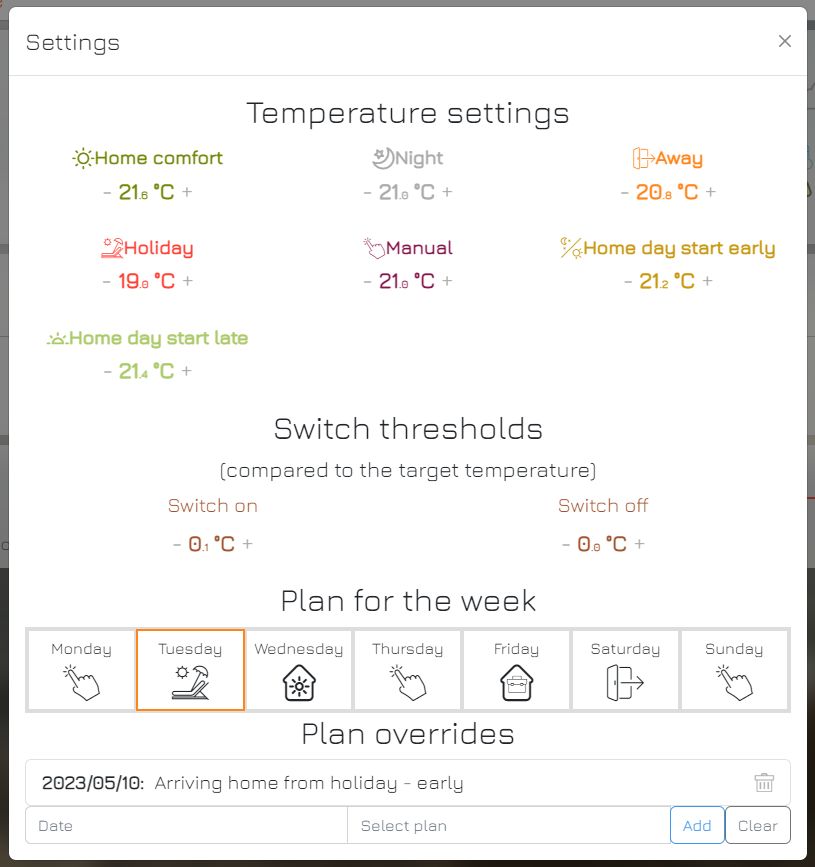 Settings ×
Temperature settings
Home comfort Night Away
- 21.6 °C + - 21.0 °C + - 20.8 °C +
Holiday Manual Home day start early
- 19.0 °C + - 21.0 °C + - 21.2 °C +
Home day start late
- 21.4 °C +
Switch thresholds
(compared to the target temperature)
Switch on Switch off
- 0.1 °C + - 0.0 °C +
Plan for the week
Monday Tuesday Wednesday Thursday Friday Saturday Sunday
Plan overrides
2023/05/10: Arriving home from holiday - early
Date Select plan Add Clear